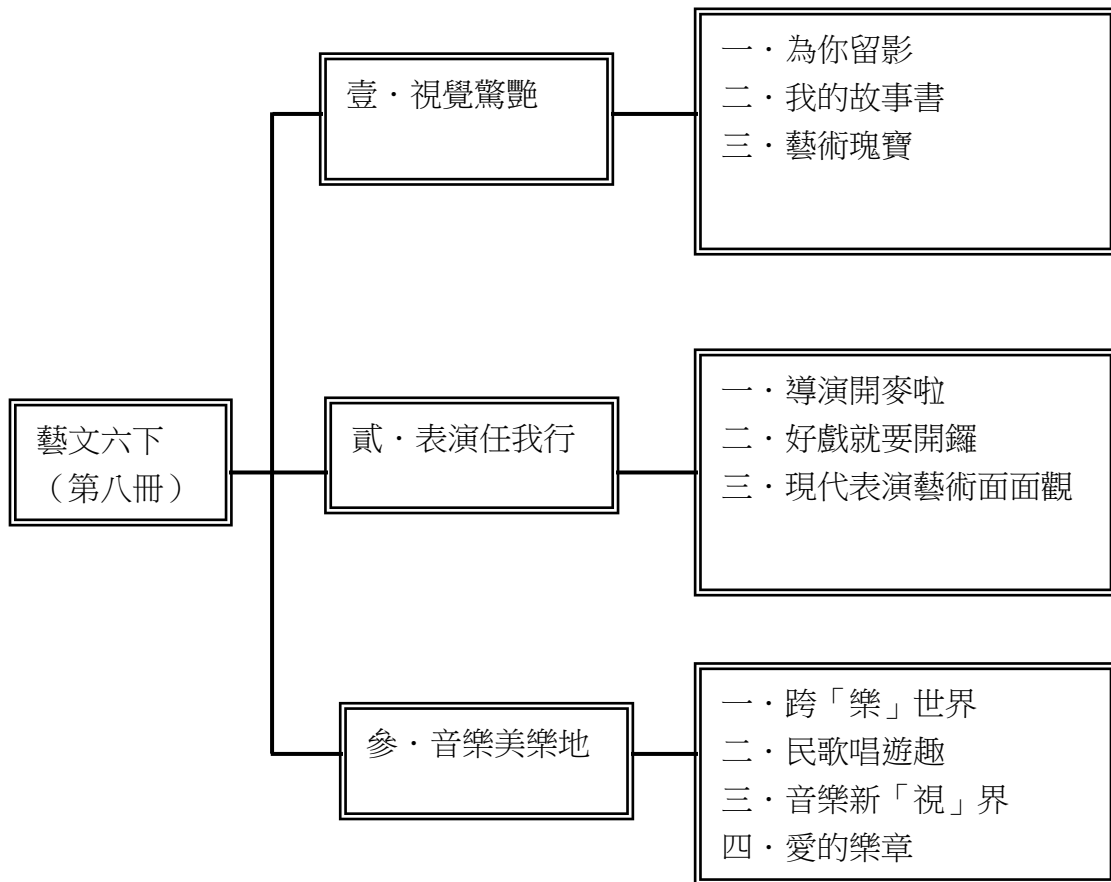 藝文六下
（第八冊）
壹．視覺驚艷
一．為你留影
二．我的故事書
三．藝術瑰寶
貳．表演任我行
一．導演開麥啦
二．好戲就要開鑼
三．現代表演藝術面面觀
參．音樂美樂地
一．跨「樂」世界
二．民歌唱遊趣
三．音樂新「視」界
四．愛的樂章